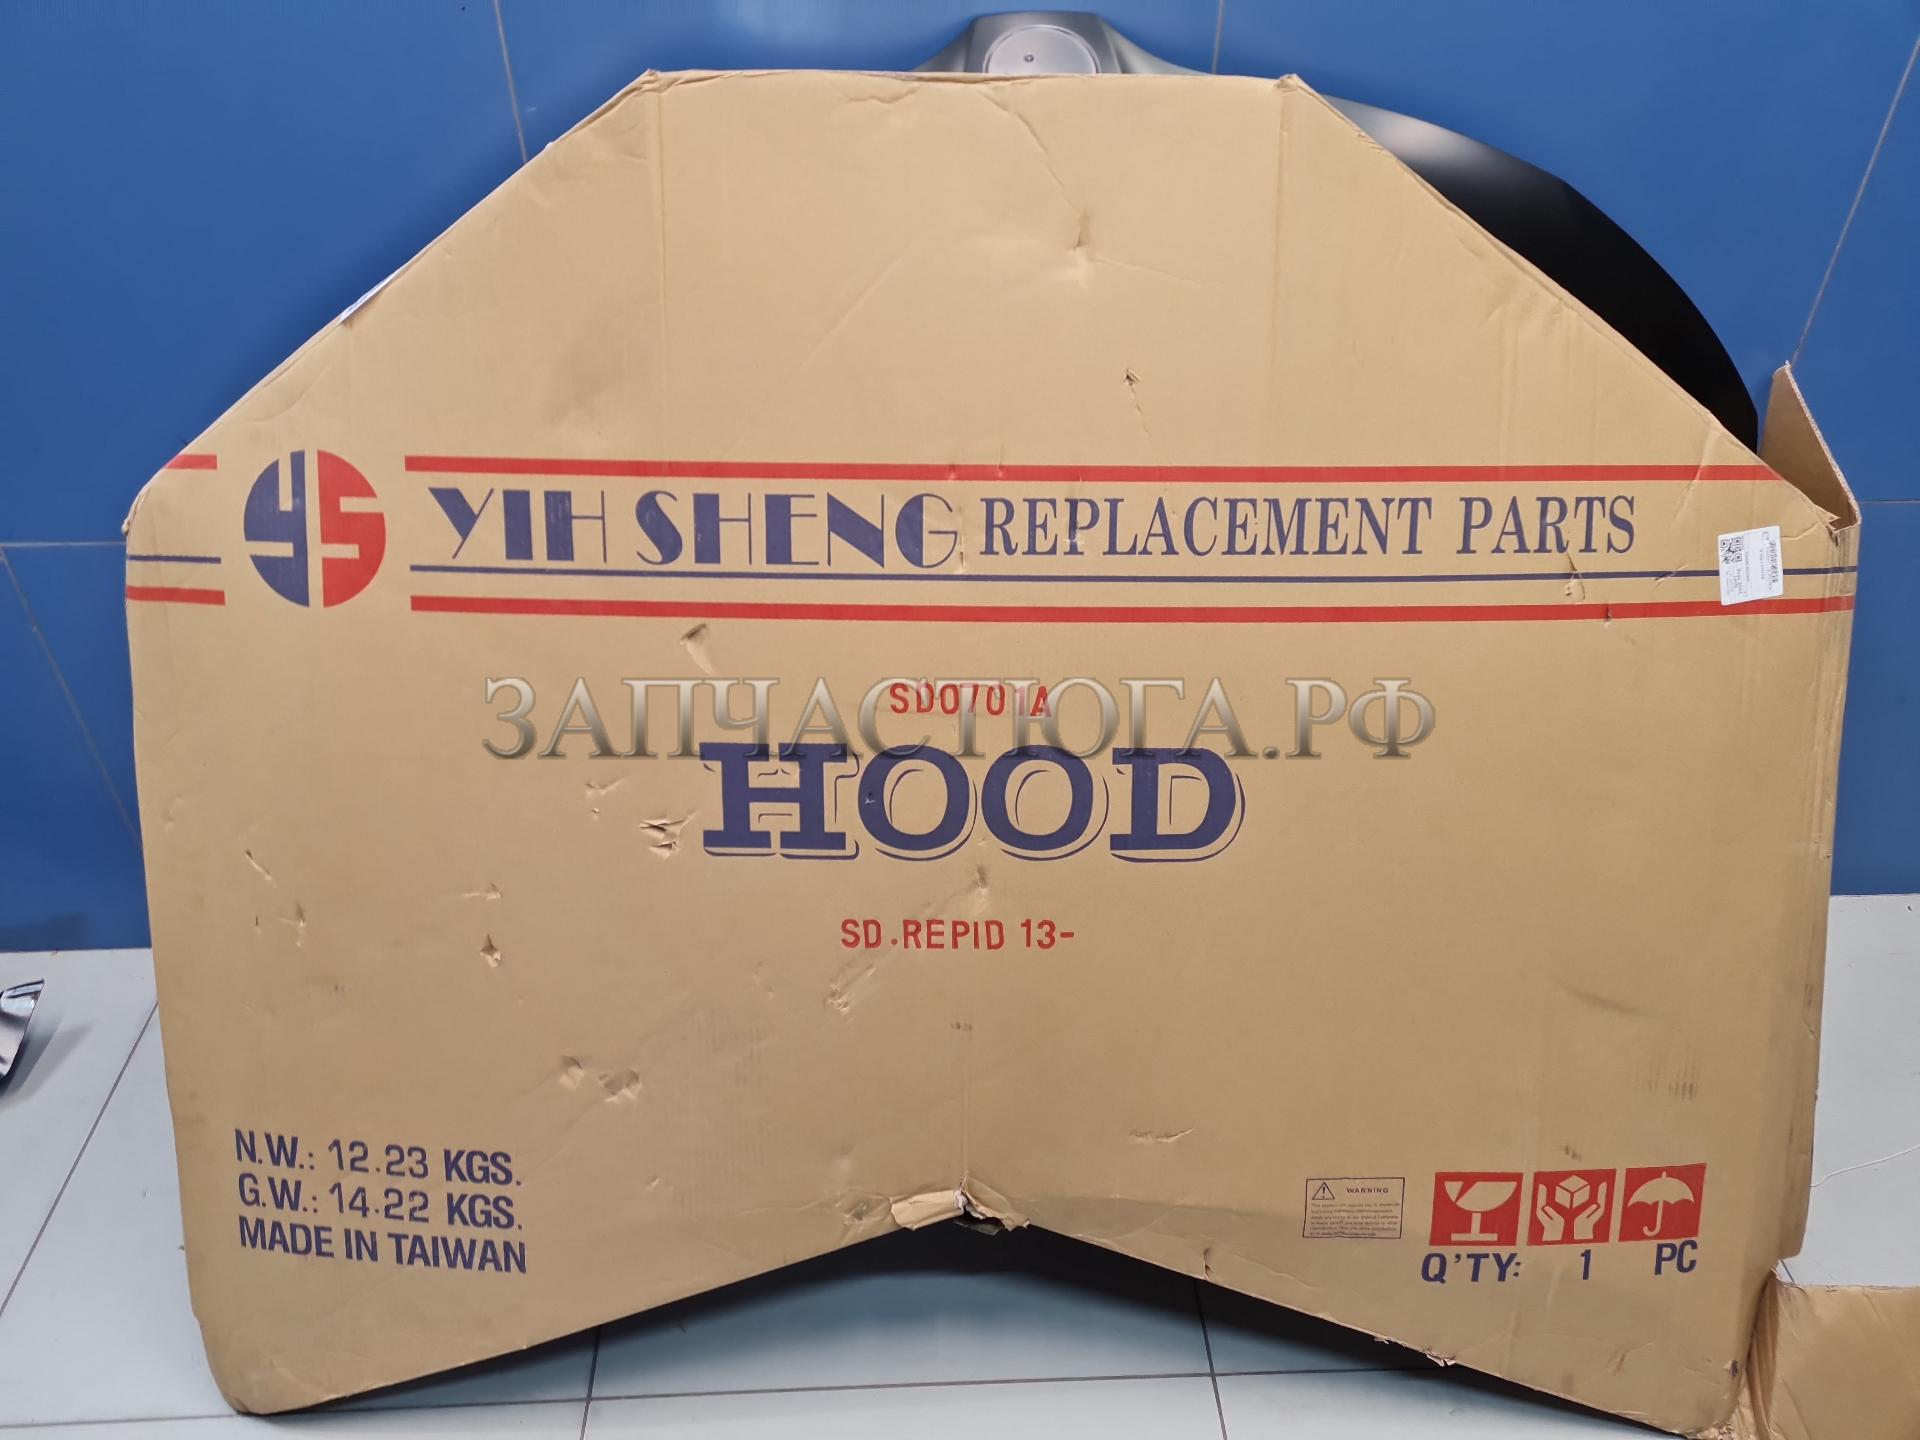 YS YIH SHENG REPLACEMENT PARTS
SD0701A
ЗАПЧАСТЮГА.РФ
HOOD
SD.REPID 13-
N.W.: 12.23 KGS.
G.W.: 14.22 KGS.
MADE IN TAIWAN
WARNING
Q'TY: 1 PC